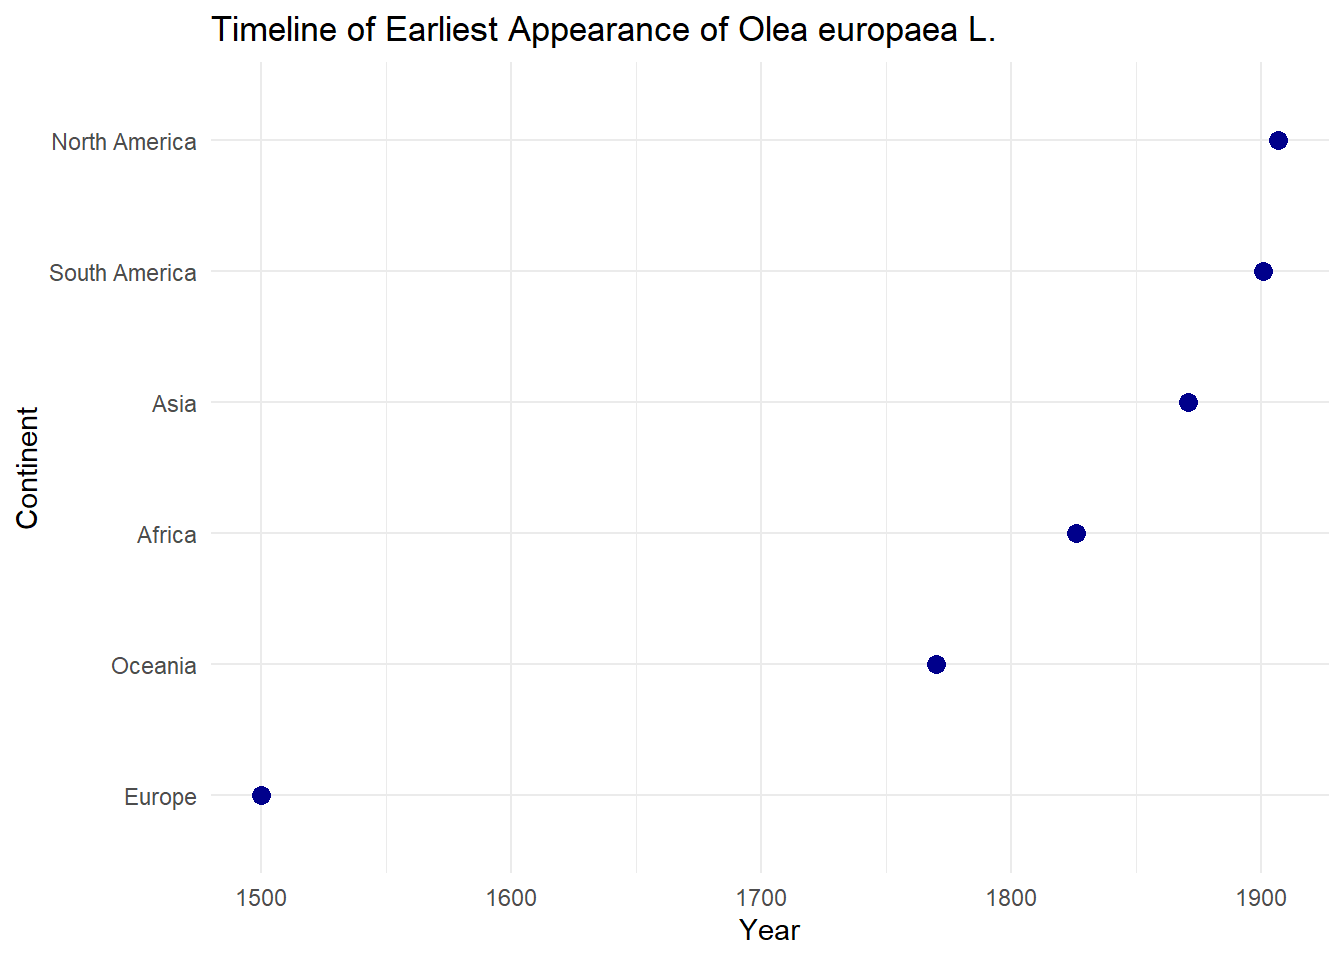 Timeline of Earliest Appearance of Olea europaea L.
North America
South America
Asia
Africa
Oceania
Europe
Continent
1500 1600 1700 1800 1900
Year